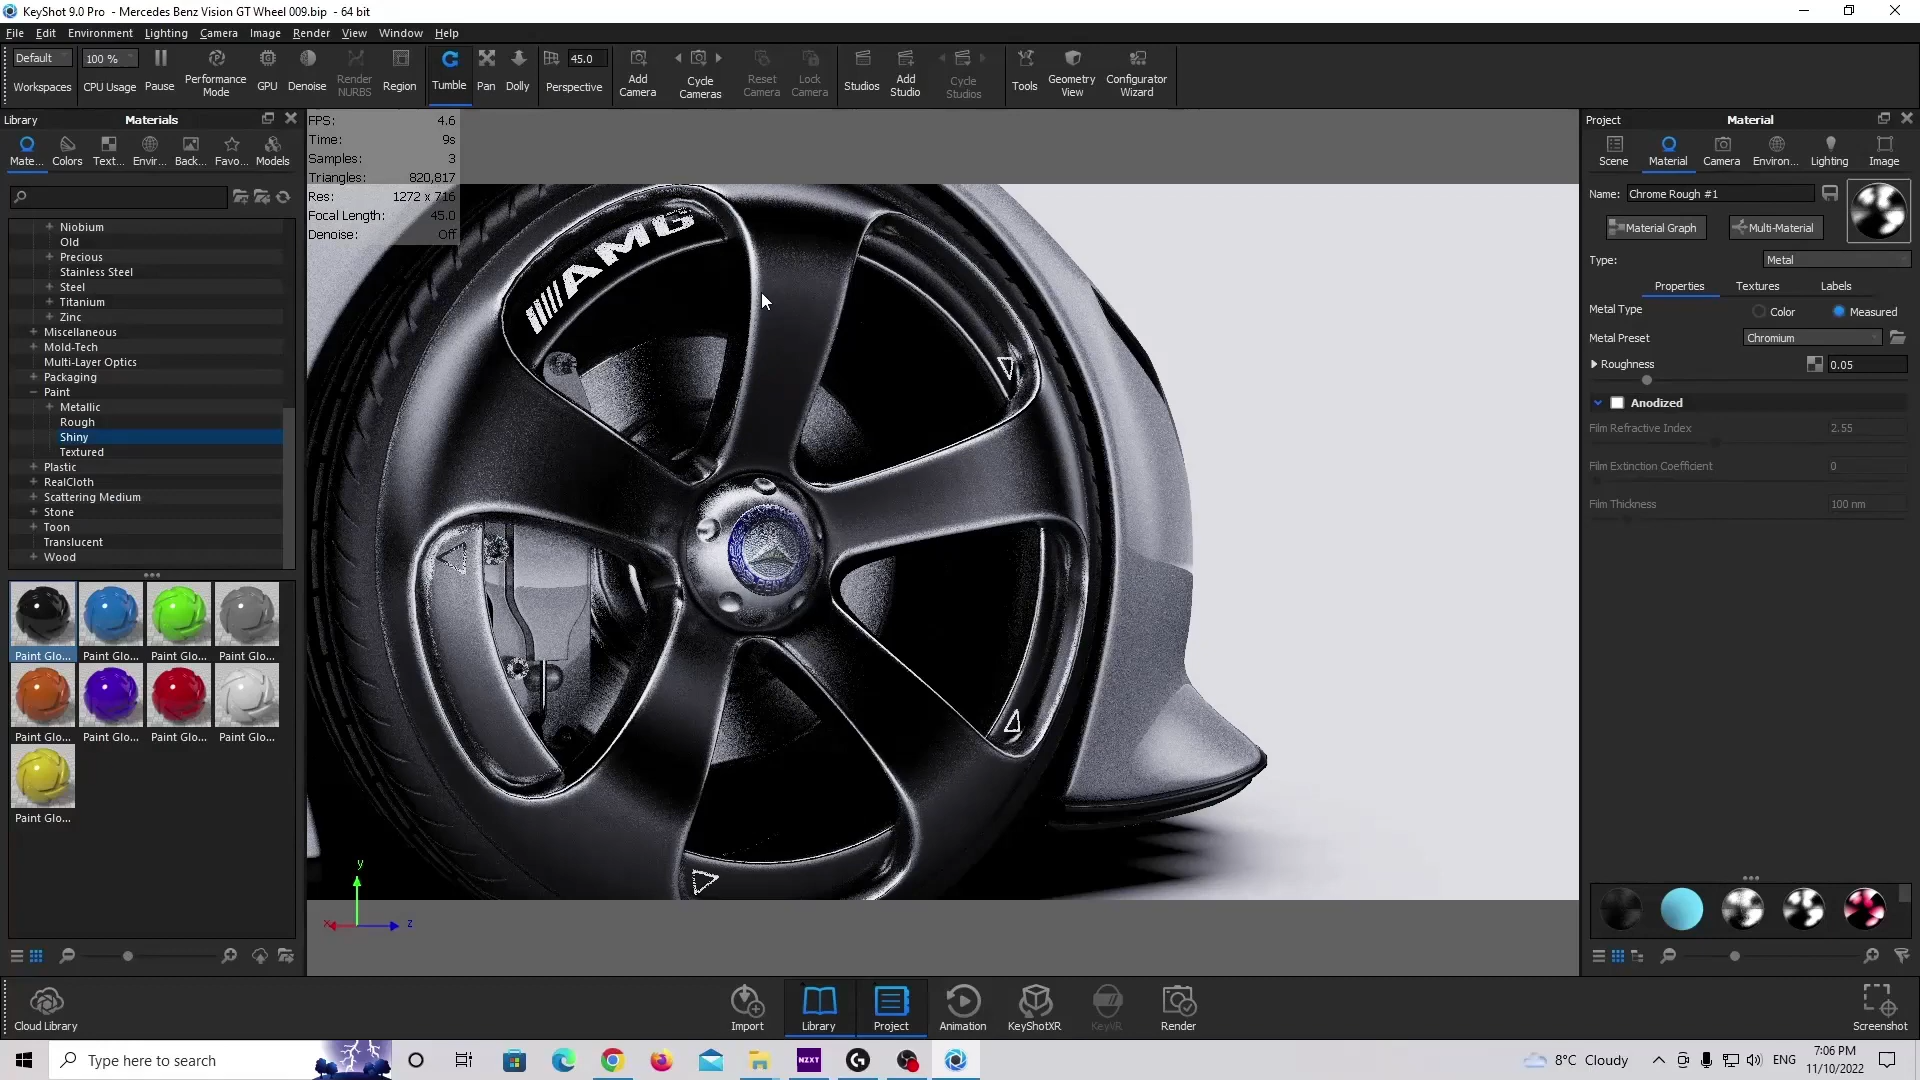 KeyShot 9.0 Pro - Mercedes Benz Vision GT Wheel 009.bip - 64 bit
File Edit Environment Lighting Camera Image Render View Window Help
Default
Workspaces
100 %
CPU Usage
Pause
Performance
Mode
GPU
Denoise
Render
NURBS
Region
Tumble
Pan
Dolly
45.0
Perspective
Add
Camera
Cycle
Cameras
Reset
Camera
Lock
Camera
Studios
Add
Studio
Cycle
Studios
Tools
Geometry
View
Configurator
Wizard
Library
Materials
Mate... Colors Text... Envir... Back... Favo... Models
Niobium
Old
Precious
Stainless Steel
Steel
Titanium
Zinc
Miscellaneous
Mold-Tech
Multi-Layer Optics
Packaging
Paint
Metallic
Rough
Shiny
Textured
Plastic
RealCloth
Scattering Medium
Stone
Toon
Translucent
Wood
Paint Glo... Paint Glo... Paint Glo... Paint Glo...
Paint Glo... Paint Glo... Paint Glo... Paint Glo...
Paint Glo...
FPS: 4.6
Time: 9s
Samples: 3
Triangles: 820,817
Res: 1272 x 716
Focal Length: 45.0
Denoise: Off
AMG
y
x
z
Project
Material
Scene Material Camera Environ... Lighting Image
Name: Chrome Rough #1
Material Graph
Multi-Material
Type: Metal
Properties Textures Labels
Metal Type Color Measured
Metal Preset Chromium
Roughness 0.05
Anodized
Film Refractive Index 2.55
Film Extinction Coefficient 0
Film Thickness 100 nm
Cloud Library
Import
Library
Project
Animation
KeyShotXR
KeyVR
Render
Screenshot
Type here to search
NZXT
8°C Cloudy
ENG
7:06 PM
11/10/2022